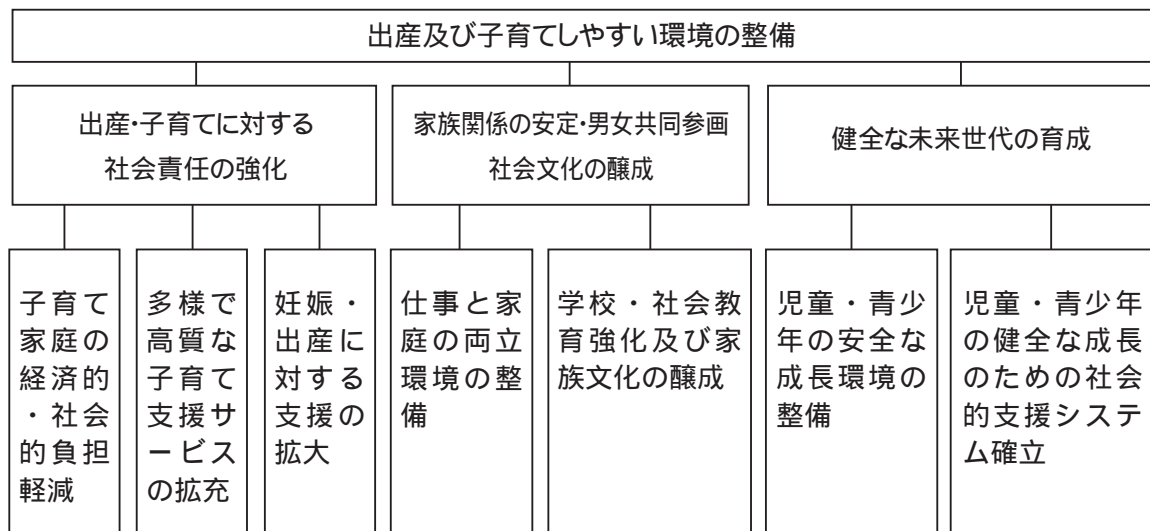 出産及び子育てしやすい環境の整備
出産・子育てに対する
社会責任の強化
家族関係の安定・男女共同参画
社会文化の醸成
健全な未来世代の育成
子育て
家庭の
経済的
・社会
的負担
軽減
多様で
高質な
子育て
支援サ
ービス
の拡充
妊娠・
出産に
対する
支援の
拡大
仕事と家
庭の両立
環境の整
備
学校・社会教
育強化及び家
族文化の醸成
児童・青少
年の安全な
成長環境の
整備
児童・青少年
の健全な成長
のための社会
的支援システ
ム確立